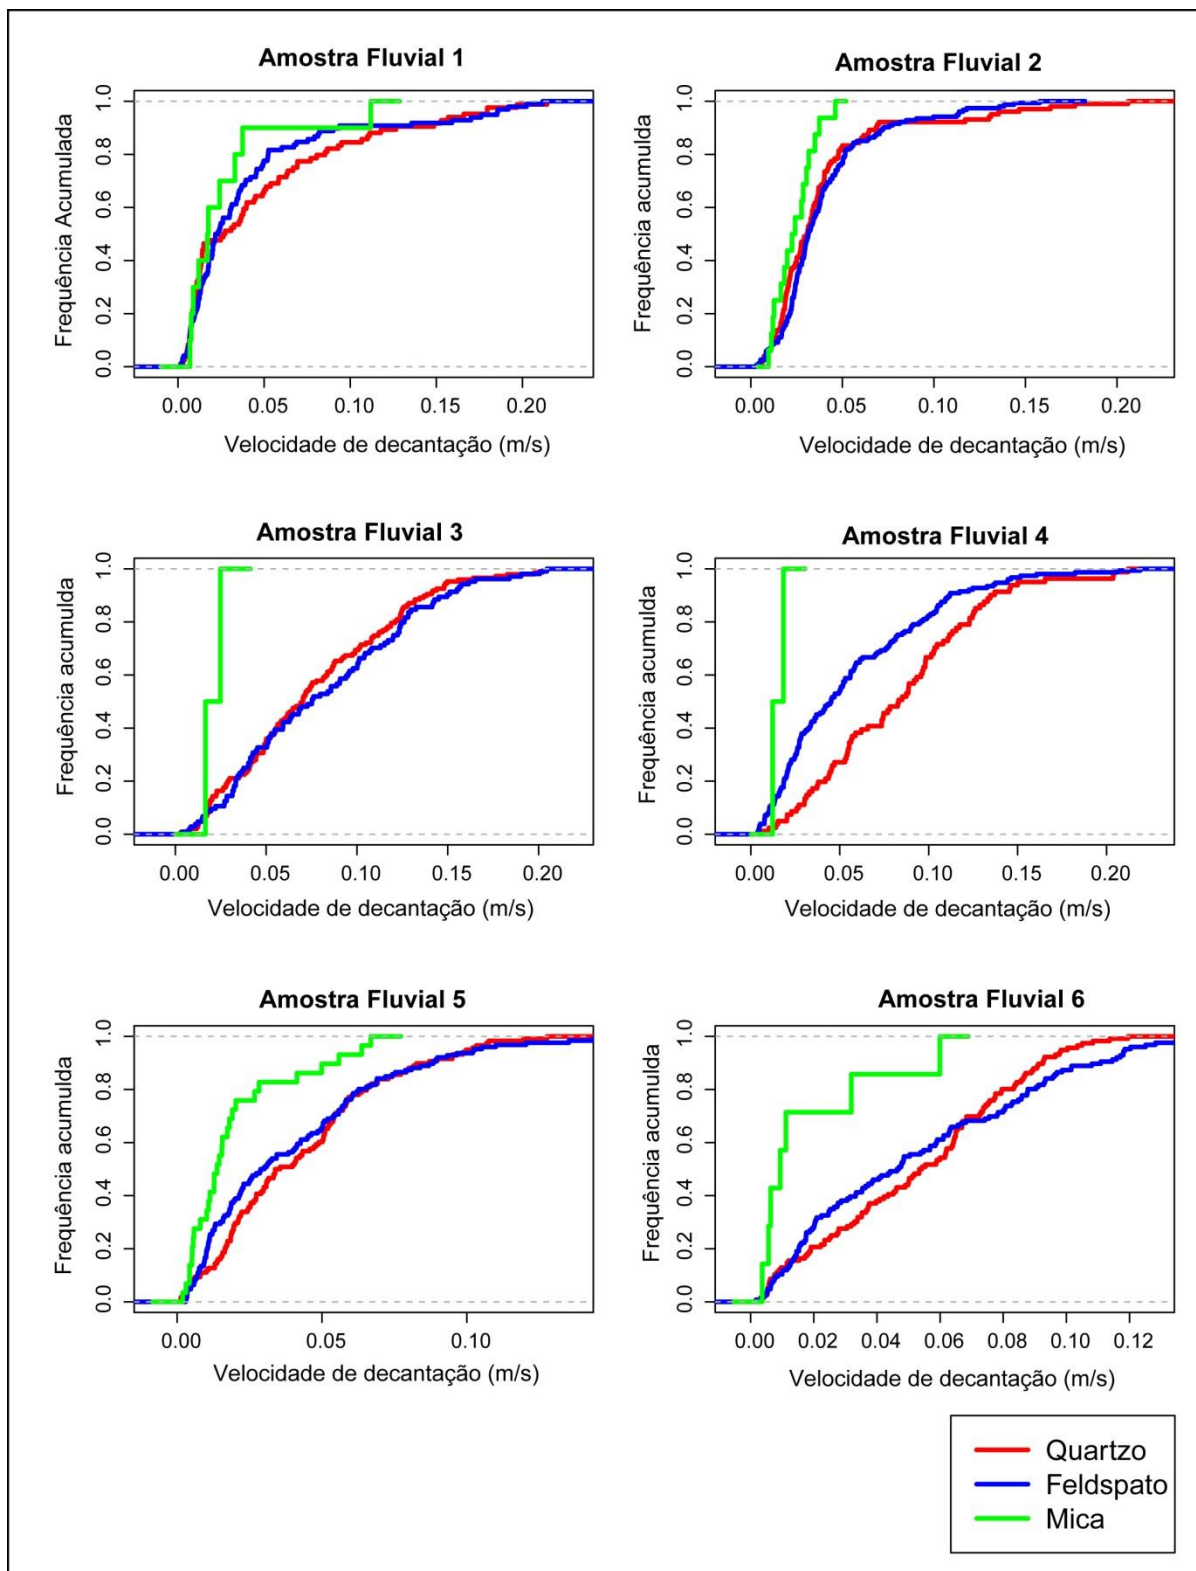 Amostra Fluvial 1
Frequência Acumulada
0.0 0.2 0.4 0.6 0.8 1.0
0.00 0.05 0.10 0.15 0.20
Velocidade de decantação (m/s)
Amostra Fluvial 2
Frequência acumulada
0.0 0.2 0.4 0.6 0.8 1.0
0.00 0.05 0.10 0.15 0.20
Velocidade de decantação (m/s)
Amostra Fluvial 3
Frequência acumulda
0.0 0.2 0.4 0.6 0.8 1.0
0.00 0.05 0.10 0.15 0.20
Velocidade de decantação (m/s)
Amostra Fluvial 4
Frequência acumulda
0.0 0.2 0.4 0.6 0.8 1.0
0.00 0.05 0.10 0.15 0.20
Velocidade de decantação (m/s)
Amostra Fluvial 5
Frequência acumulda
0.0 0.2 0.4 0.6 0.8 1.0
0.00 0.05 0.10
Velocidade de decantação (m/s)
Amostra Fluvial 6
Frequência acumulda
0.0 0.2 0.4 0.6 0.8 1.0
0.00 0.02 0.04 0.06 0.08 0.10 0.12
Velocidade de decantação (m/s)
Quartzo
Feldspato
Mica